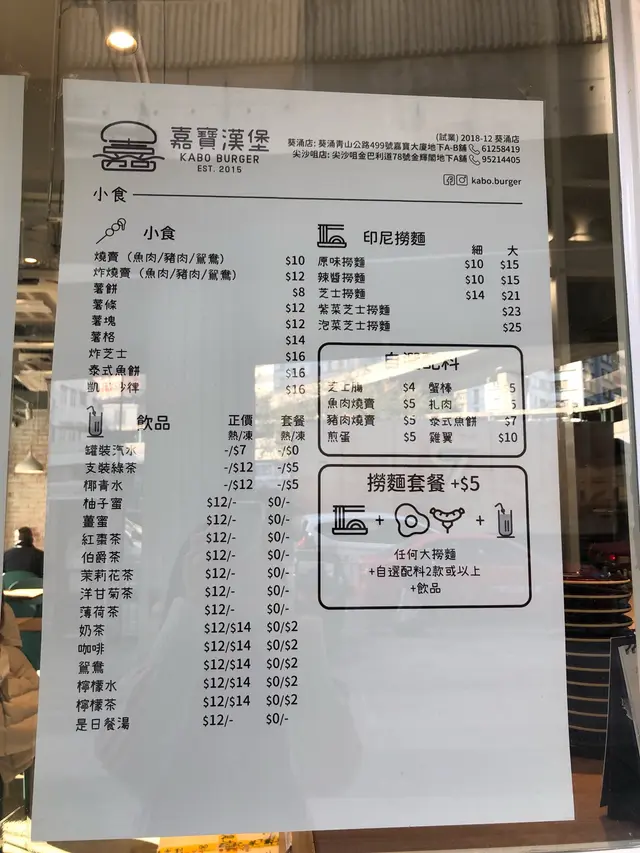 嘉寶漢堡
KABO BURGER
EST. 2015
(試業) 2018-12 葵涌店
葵涌店: 葵涌青山公路499號嘉寶大廈地下A-B舖 61258419
尖沙咀店: 尖沙咀金巴利道78號金輝閣地下A舖 95214405
kabo.burger
小食
小食
燒賣 (魚肉/豬肉/鴛鴦) $10
炸燒賣 (魚肉/豬肉/鴛鴦) $12
薯餅 $8
薯條 $12
薯塊 $12
薯格 $14
炸芝士 $16
泰式魚餅 $16
凱 沙律 $16
飲品 正價 套餐
熱/凍 熱/凍
罐裝汽水 -/$7 -/$0
支裝綠茶 -/$12 -/$5
椰青水 -/$12 -/$5
柚子蜜 $12/- $0/-
薑蜜 $12/- $0/-
紅棗茶 $12/- $0/-
伯爵茶 $12/- $0/-
茉莉花茶 $12/- $0/-
洋甘菊茶 $12/- $0/-
薄荷茶 $12/- $0/-
奶茶 $12/$14 $0/$2
咖啡 $12/$14 $0/$2
鴛鴦 $12/$14 $0/$2
檸檬水 $12/$14 $0/$2
檸檬茶 $12/$14 $0/$2
是日餐湯 $12/- $0/-
印尼撈麵
細 大
原味撈麵 $10 $15
辣醬撈麵 $10 $15
芝士撈麵 $14 $21
紫菜芝士撈麵 $23
泡菜芝士撈麵 $25
自選配料
芝士腸 $4 蟹棒 5
魚肉燒賣 $5 扎肉 5
豬肉燒賣 $5 泰式魚餅 $7
煎蛋 $5 雞翼 $10
撈麵套餐 +$5
+ +
任何大撈麵
+自選配料2款或以上
+飲品